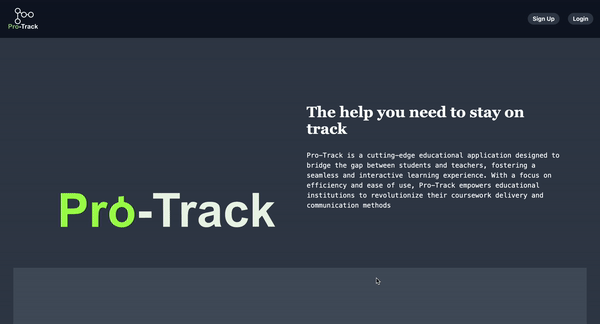 Pro-Track
Sign Up
Login
The help you need to stay on
track
Pro-Track is a cutting-edge educational application designed to
bridge the gap between students and teachers, fostering a
seamless and interactive learning experience. With a focus on
efficiency and ease of use, Pro-Track empowers educational
institutions to revolutionize their coursework delivery and
communication methods
Pro-Track